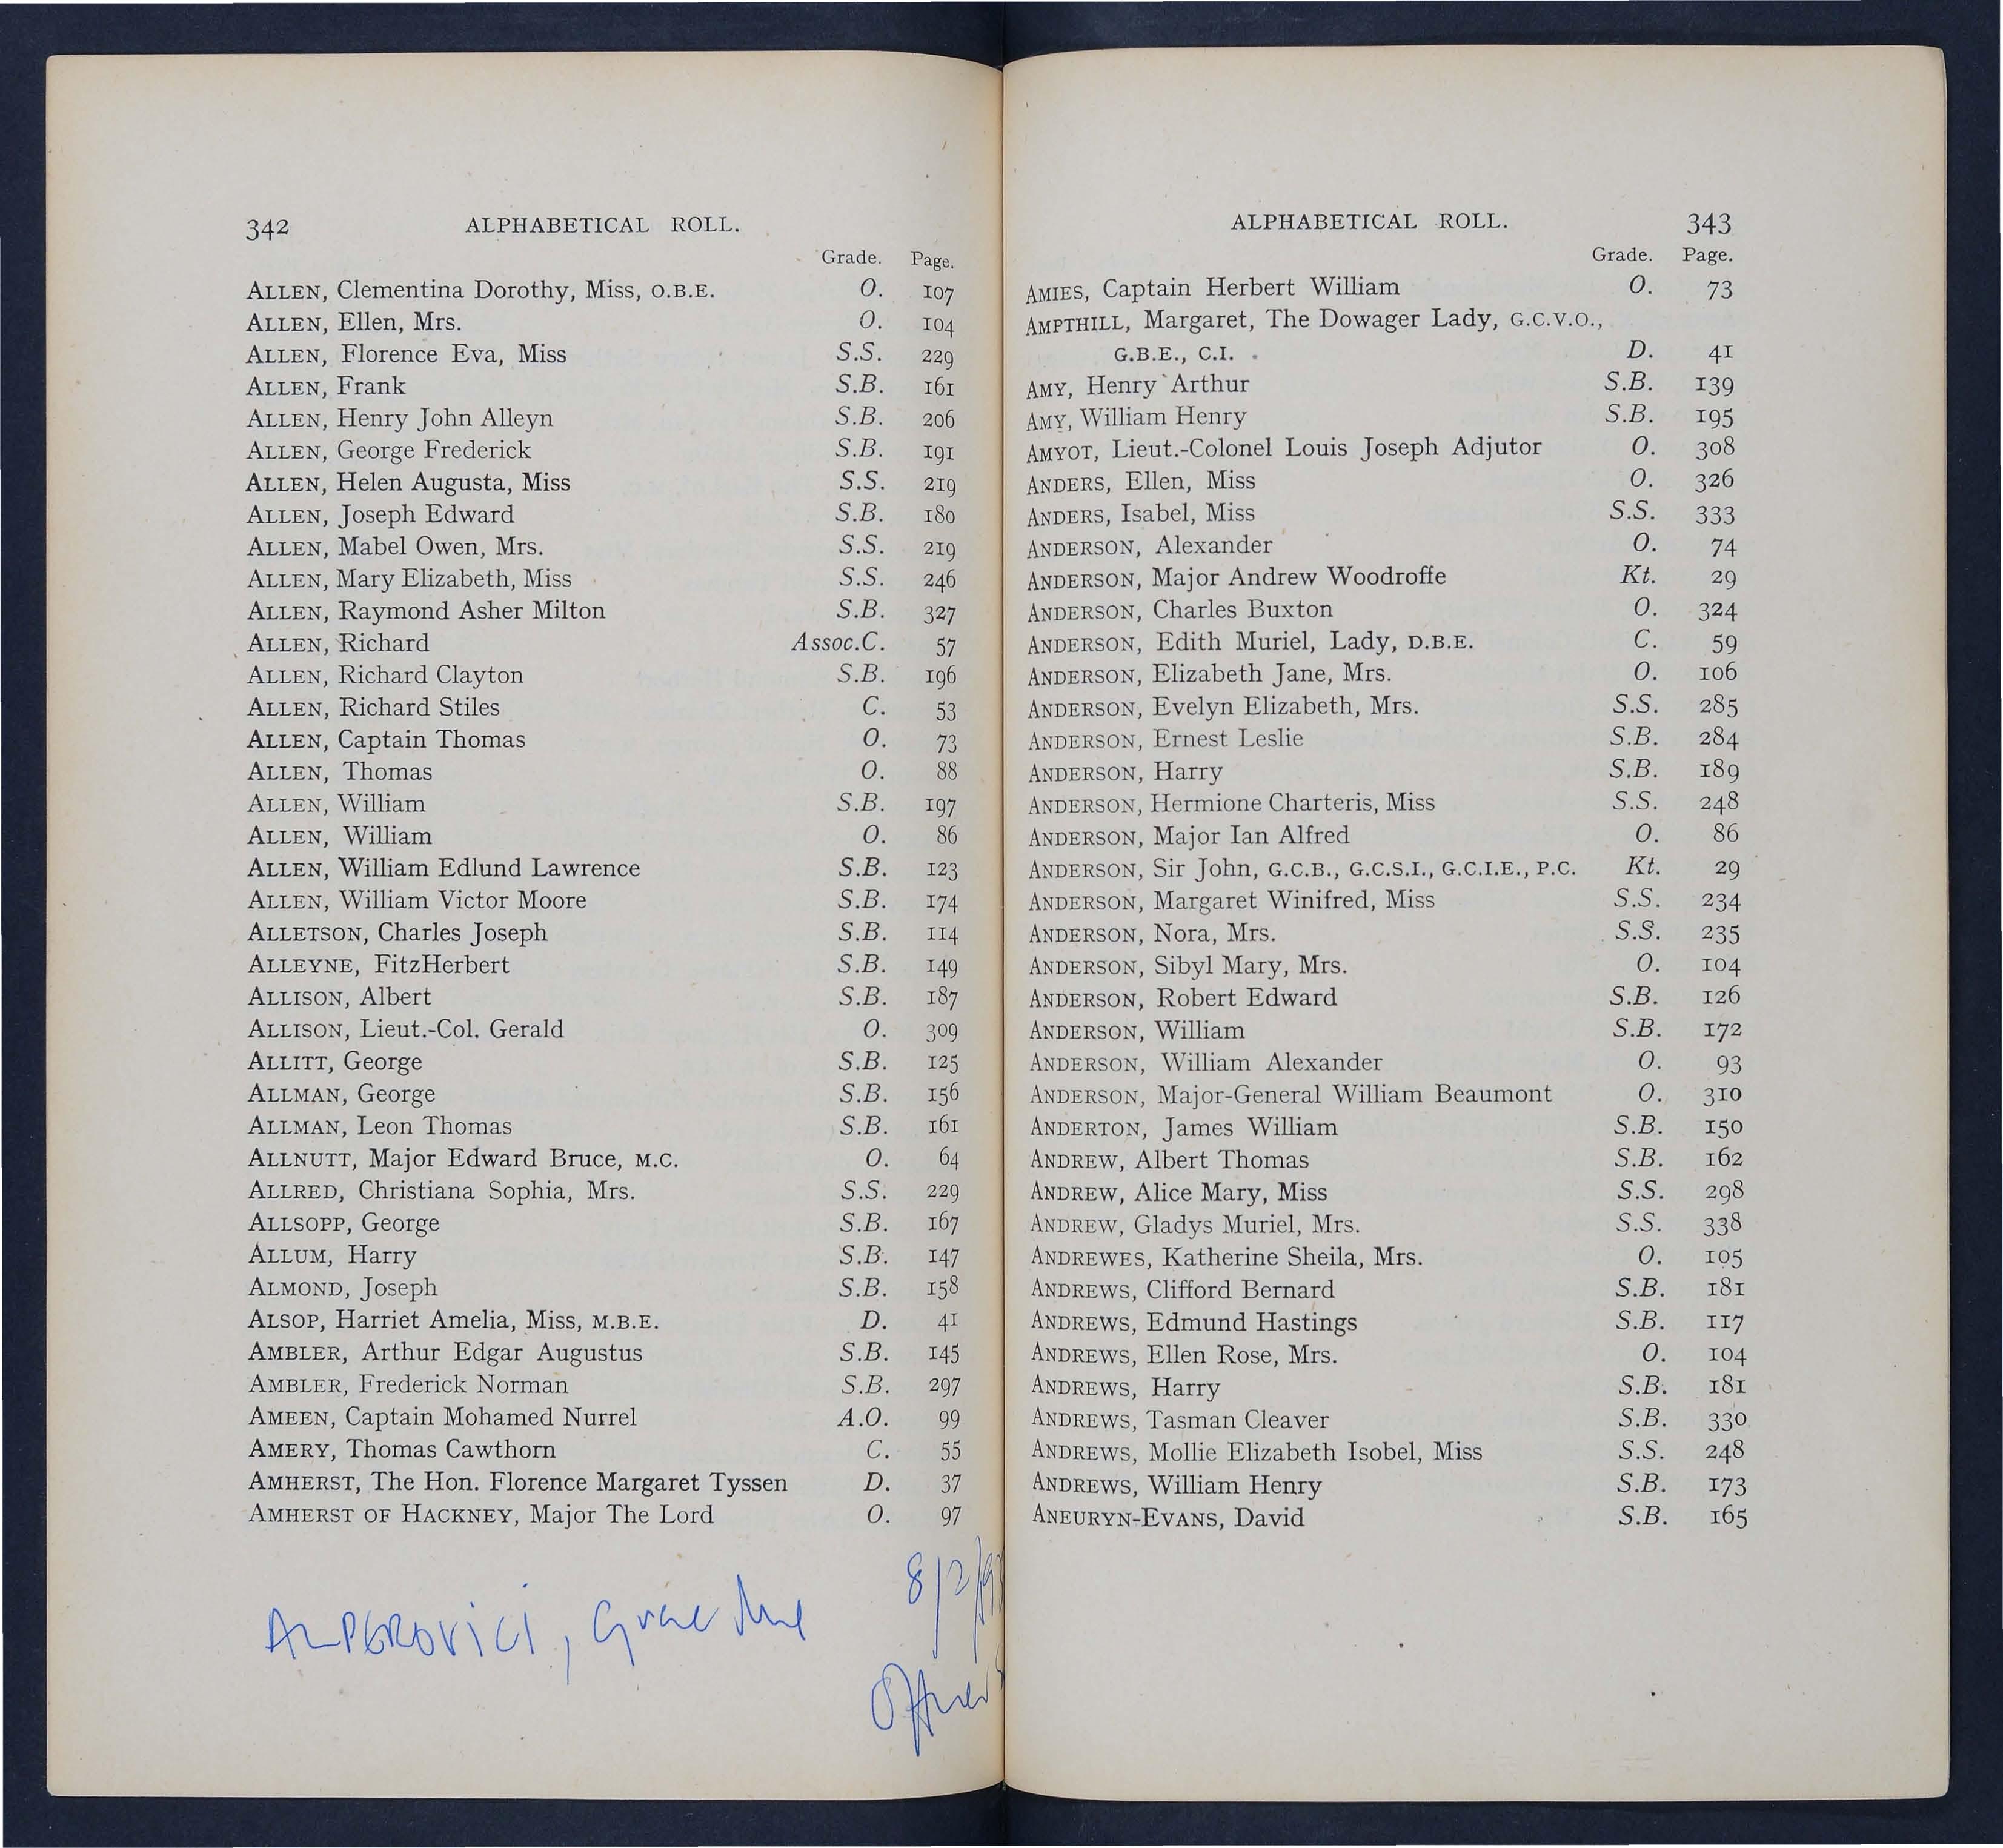 342 ALPHABETICAL ROLL.
Grade. Page.
ALLEN, Clementina Dorothy, Miss, O.B.E. O. 107
ALLEN, Ellen, Mrs. O. 104
ALLEN, Florence Eva, Miss S.S. 229
ALLEN, Frank S.B. 161
ALLEN, Henry John Alleyn S.B. 206
ALLEN, George Frederick S.B. 191
ALLEN, Helen Augusta, Miss S.S. 219
ALLEN, Joseph Edward S.B. 180
ALLEN, Mabel Owen, Mrs. S.S. 219
ALLEN, Mary Elizabeth, Miss S.S. 246
ALLEN, Raymond Asher Milton S.B. 327
ALLEN, Richard Assoc.C. 57
ALLEN, Richard Clayton S.B. 196
ALLEN, Richard Stiles C. 53
ALLEN, Captain Thomas O. 73
ALLEN, Thomas O. 88
ALLEN, William S.B. 197
ALLEN, William O. 86
ALLEN, William Edlund Lawrence S.B. 123
ALLEN, William Victor Moore S.B. 174
ALLETSON, Charles Joseph S.B. 114
ALLEYNE, FitzHerbert S.B. 149
ALLISON, Albert S.B. 187
ALLISON, Lieut.-Col. Gerald O. 309
ALLITT, George S.B. 125
ALLMAN, George S.B. 156
ALLMAN, Leon Thomas S.B. 161
ALLNUTT, Major Edward Bruce, M.C. O. 64
ALLRED, Christiana Sophia, Mrs. S.S. 229
ALLSOPP, George S.B. 167
ALLUM, Harry S.B. 147
ALMOND, Joseph S.B. 158
ALSOP, Harriet Amelia, Miss, M.B.E. D. 41
AMBLER, Arthur Edgar Augustus S.B. 145
AMBLER, Frederick Norman S.B. 297
AMEEN, Captain Mohamed Nurrel A.O. 99
AMERY, Thomas Cawthorn C. 55
AMHERST, The Hon. Florence Margaret Tyssen D. 37
AMHERST OF HACKNEY, Major The Lord O. 97
8/2/
ALPEROVICI,
Officer
ALPHABETICAL ROLL. 343
Grade. Page.
AMIES, Captain Herbert William O. 73
AMPTHILL, Margaret, The Dowager Lady, G.C.V.O.,
G.B.E., C.I. D. 41
AMY, Henry Arthur S.B. 139
AMY, William Henry S.B. 195
AMYOT, Lieut.-Colonel Louis Joseph Adjutor O. 308
ANDERS, Ellen, Miss O. 326
ANDERS, Isabel, Miss S.S. 333
ANDERSON, Alexander O. 74
ANDERSON, Major Andrew Woodroffe Kt. 29
ANDERSON, Charles Buxton O. 324
ANDERSON, Edith Muriel, Lady, D.B.E. C. 59
ANDERSON, Elizabeth Jane, Mrs. O. 106
ANDERSON, Evelyn Elizabeth, Mrs. S.S. 285
ANDERSON, Ernest Leslie S.B. 284
ANDERSON, Harry S.B. 189
ANDERSON, Hermione Charteris, Miss S.S. 248
ANDERSON, Major Ian Alfred O. 86
ANDERSON, Sir John, G.C.B., G.C.S.I., G.C.I.E., P.C. Kt. 29
ANDERSON, Margaret Winifred, Miss S.S. 234
ANDERSON, Nora, Mrs. S.S. 235
ANDERSON, Sibyl Mary, Mrs. O. 104
ANDERSON, Robert Edward S.B. 126
ANDERSON, William S.B. 172
ANDERSON, William Alexander O. 93
ANDERSON, Major-General William Beaumont O. 310
ANDERTON, James William S.B. 150
ANDREW, Albert Thomas S.B. 162
ANDREW, Alice Mary, Miss S.S. 298
ANDREW, Gladys Muriel, Mrs. S.S. 338
ANDREWES, Katherine Sheila, Mrs. O. 105
ANDREWS, Clifford Bernard S.B. 181
ANDREWS, Edmund Hastings S.B. 117
ANDREWS, Ellen Rose, Mrs. O. 104
ANDREWS, Harry S.B. 181
ANDREWS, Tasman Cleaver S.B. 330
ANDREWS, Mollie Elizabeth Isobel, Miss S.S. 248
ANDREWS, William Henry S.B. 173
ANEURYN-EVANS, David S.B. 165